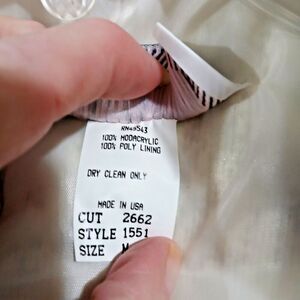 RN49543
100% MODACRYLIC
100% POLY LINING
DRY CLEAN ONLY
MADE IN USA
CUT 2662
STYLE 1551
SIZE M